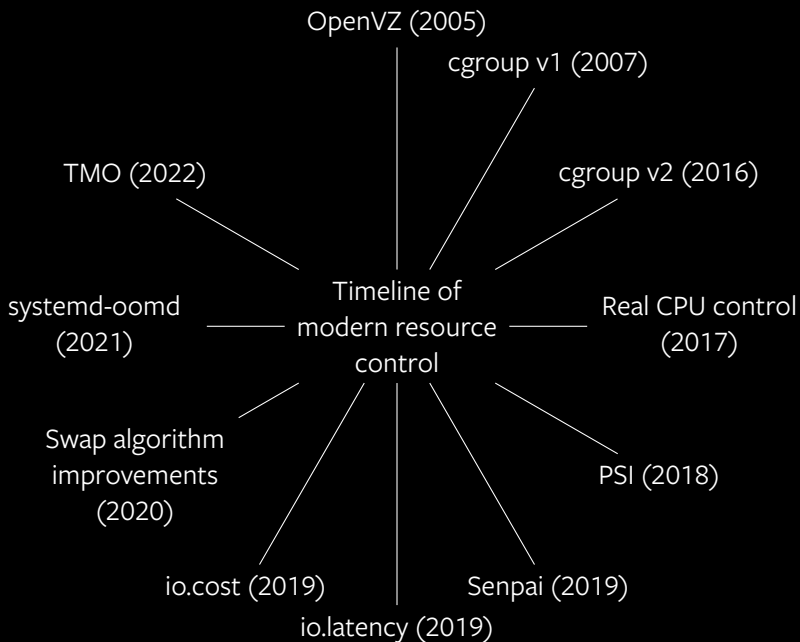 OpenVZ (2005)
cgroup v1 (2007)
cgroup v2 (2016)
Real CPU control
(2017)
PSI (2018)
Senpai (2019)
io.latency (2019)
io.cost (2019)
Swap algorithm
improvements
(2020)
systemd-oomd
(2021)
TMO (2022)
Timeline of
modern resource
control